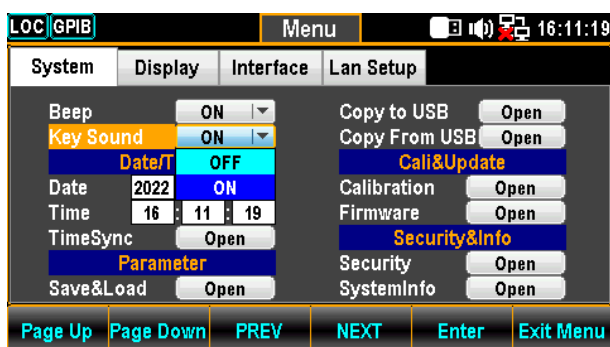 LOC GPIB Menu 16:11:19
System Display Interface Lan Setup
Beep ON Copy to USB Open
Key Sound ON Copy From USB Open
Date/T OFF Cali&Update
Date 2022 ON Calibration Open
Time 16 : 11 : 19 Firmware Open
TimeSync Open Security&Info
Parameter Security Open
Save&Load Open SystemInfo Open
Page Up Page Down PREV NEXT Enter Exit Menu